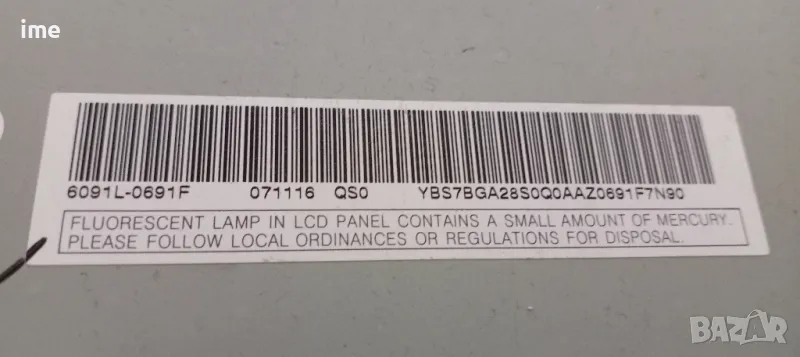 ime
6091L-0691F 071116 QS0 YBS7BGA28S0Q0AAZ0691F7N90
FLUORESCENT LAMP IN LCD PANEL CONTAINS A SMALL AMOUNT OF MERCURY.
PLEASE FOLLOW LOCAL ORDINANCES OR REGULATIONS FOR DISPOSAL.
BAZAR